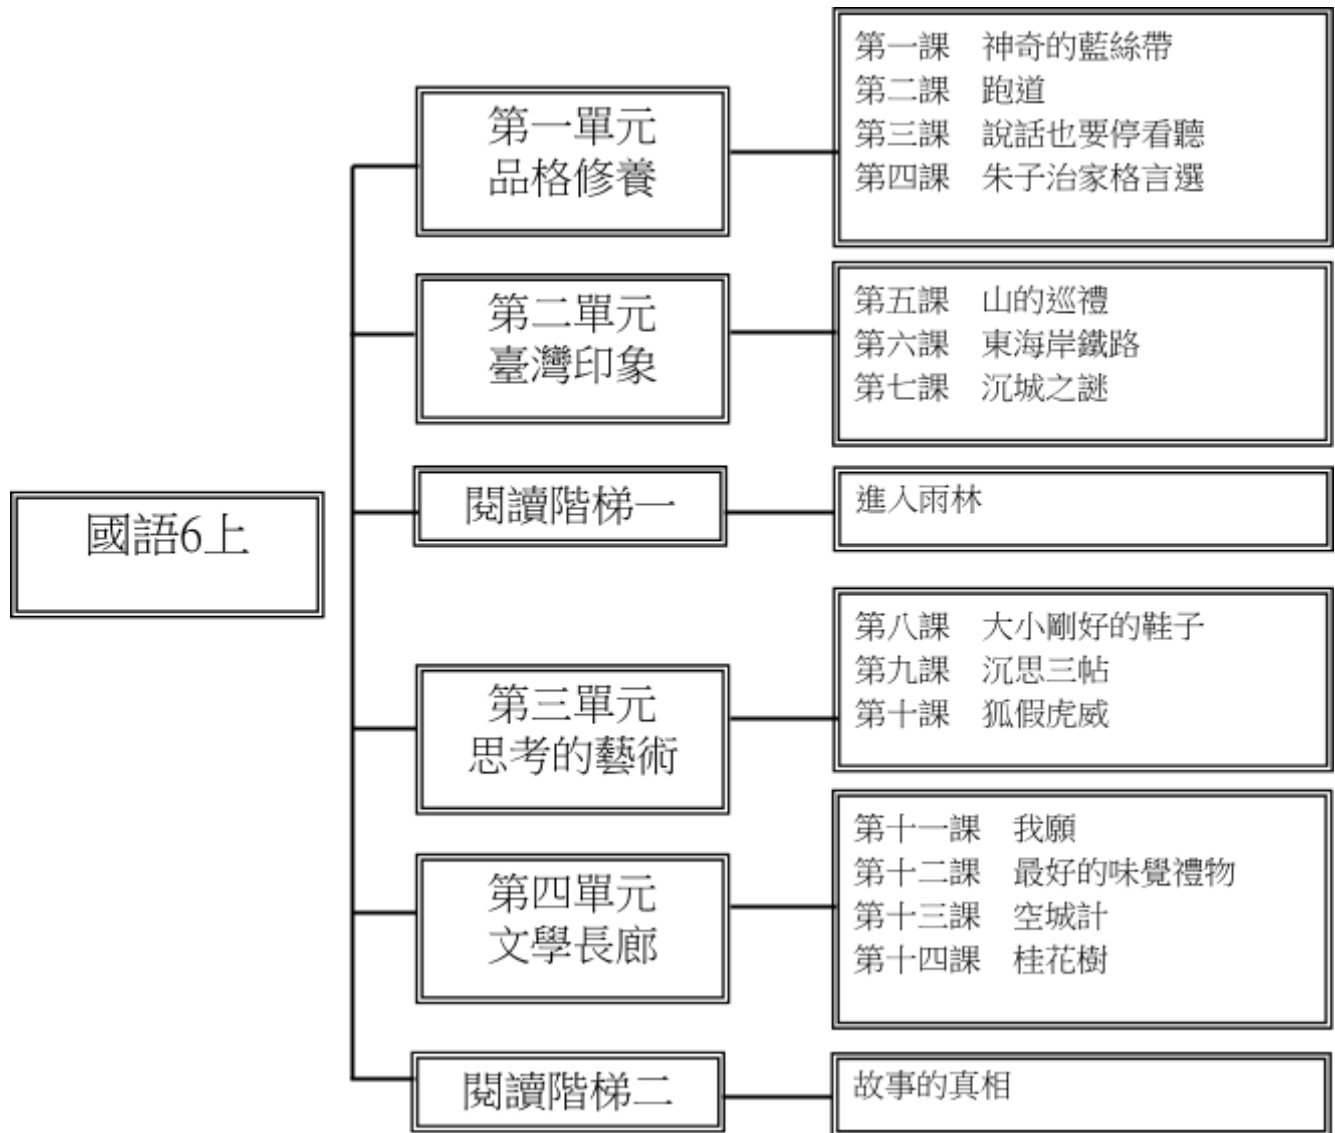 國語6上
第一單元
品格修養
第一課　神奇的藍絲帶
第二課　跑道
第三課　說話也要停看聽
第四課　朱子治家格言選
第二單元
臺灣印象
第五課　山的巡禮
第六課　東海岸鐵路
第七課　沉城之謎
閱讀階梯一
進入雨林
第三單元
思考的藝術
第八課　大小剛好的鞋子
第九課　沉思三帖
第十課　狐假虎威
第四單元
文學長廊
第十一課　我願
第十二課　最好的味覺禮物
第十三課　空城計
第十四課　桂花樹
閱讀階梯二
故事的真相